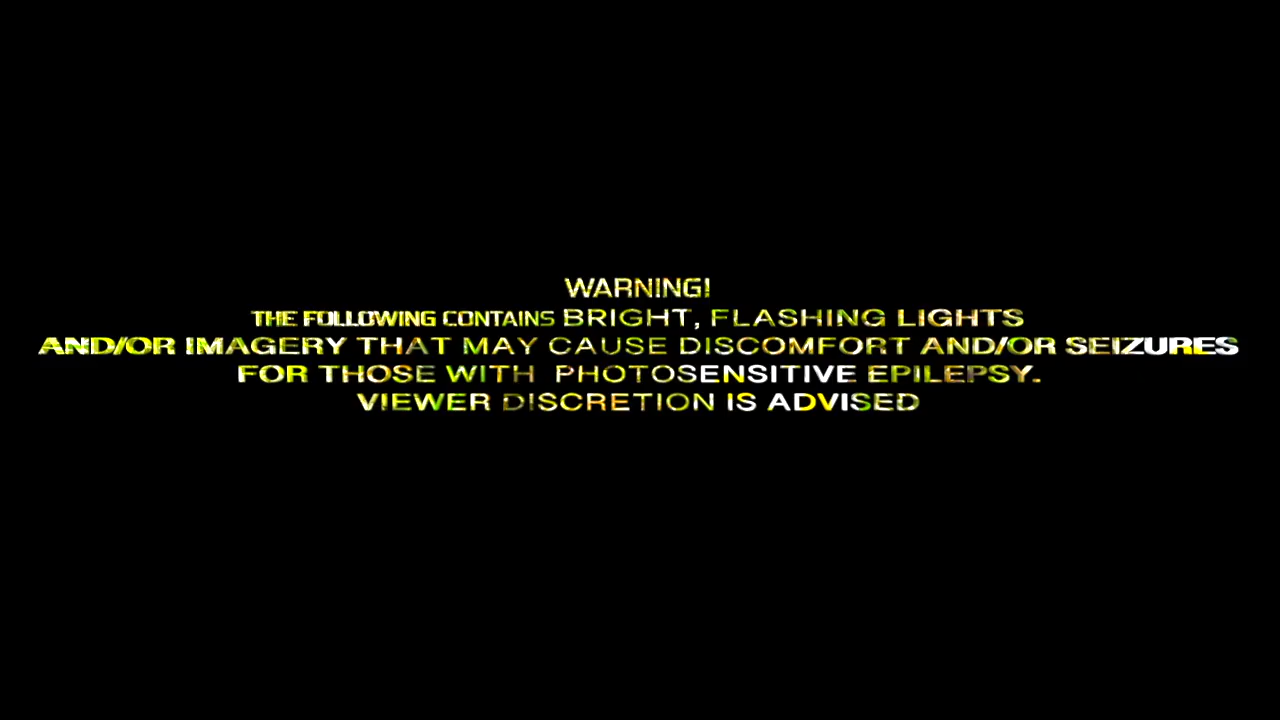 WARNING!
THE FOLLOWING CONTAINS BRIGHT, FLASHING LIGHTS
AND/OR IMAGERY THAT MAY CAUSE DISCOMFORT AND/OR SEIZURES
FOR THOSE WITH PHOTOSENSITIVE EPILEPSY.
VIEWER DISCRETION IS ADVISED